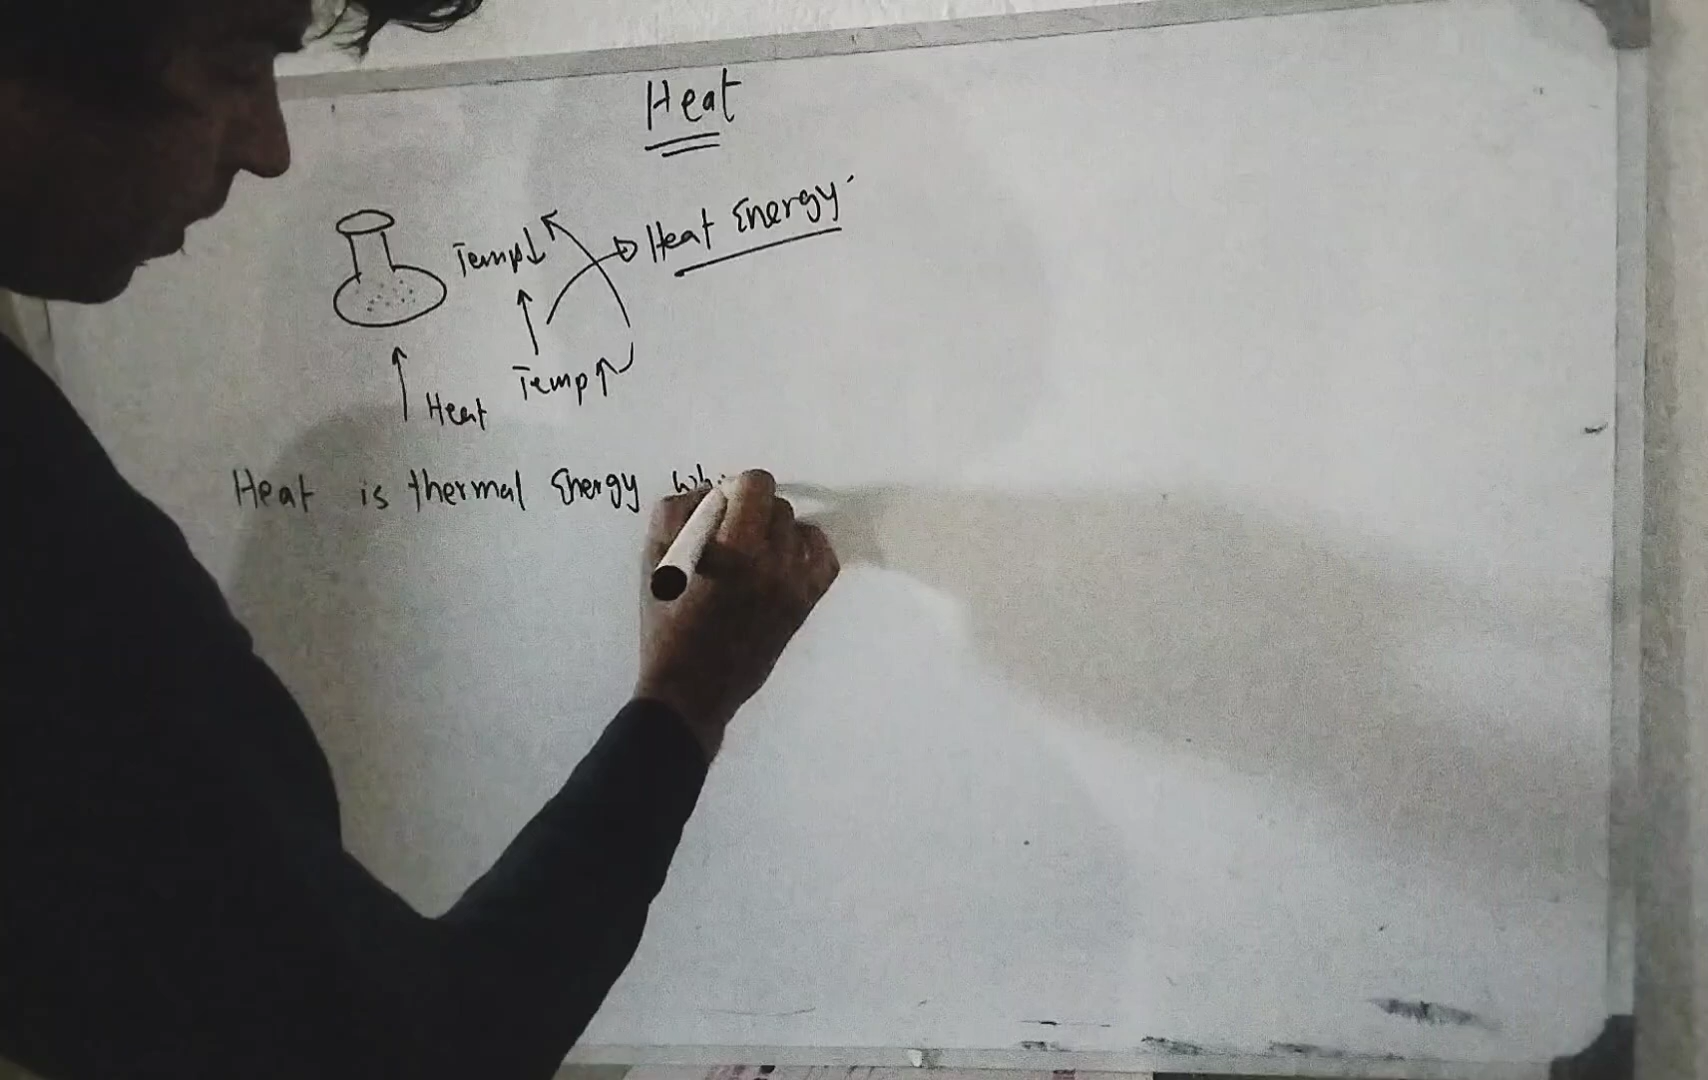 Heat
Temp↓
Heat Energy
Temp↑
Heat
Heat is thermal Energy